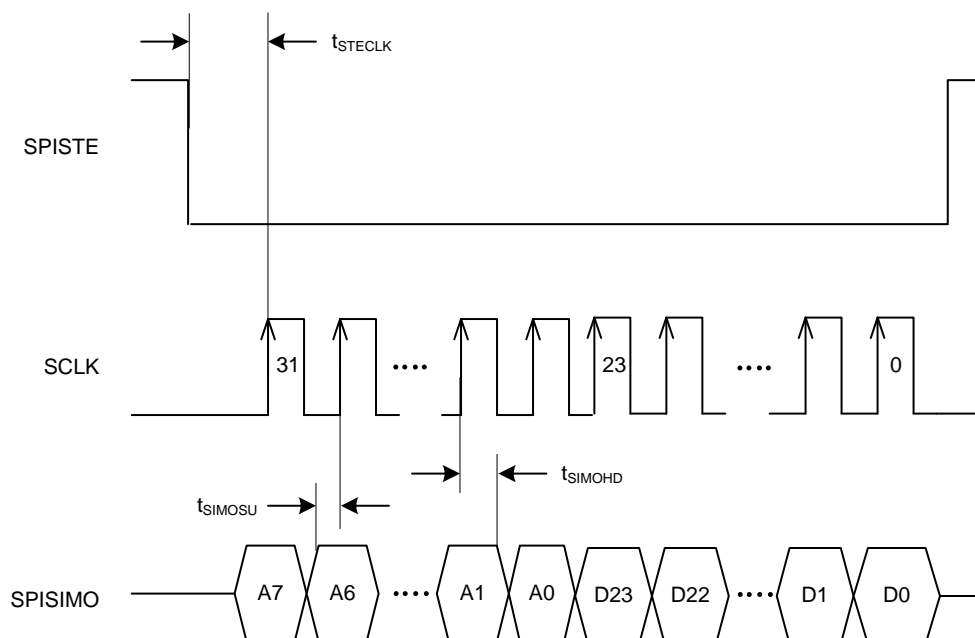 tSTECLK
SPISTE
SCLK
31 •••• 23 •••• 0
tSIMOSU
tSIMOHD
SPISIMO
A7 A6 •••• A1 A0 D23 D22 •••• D1 D0